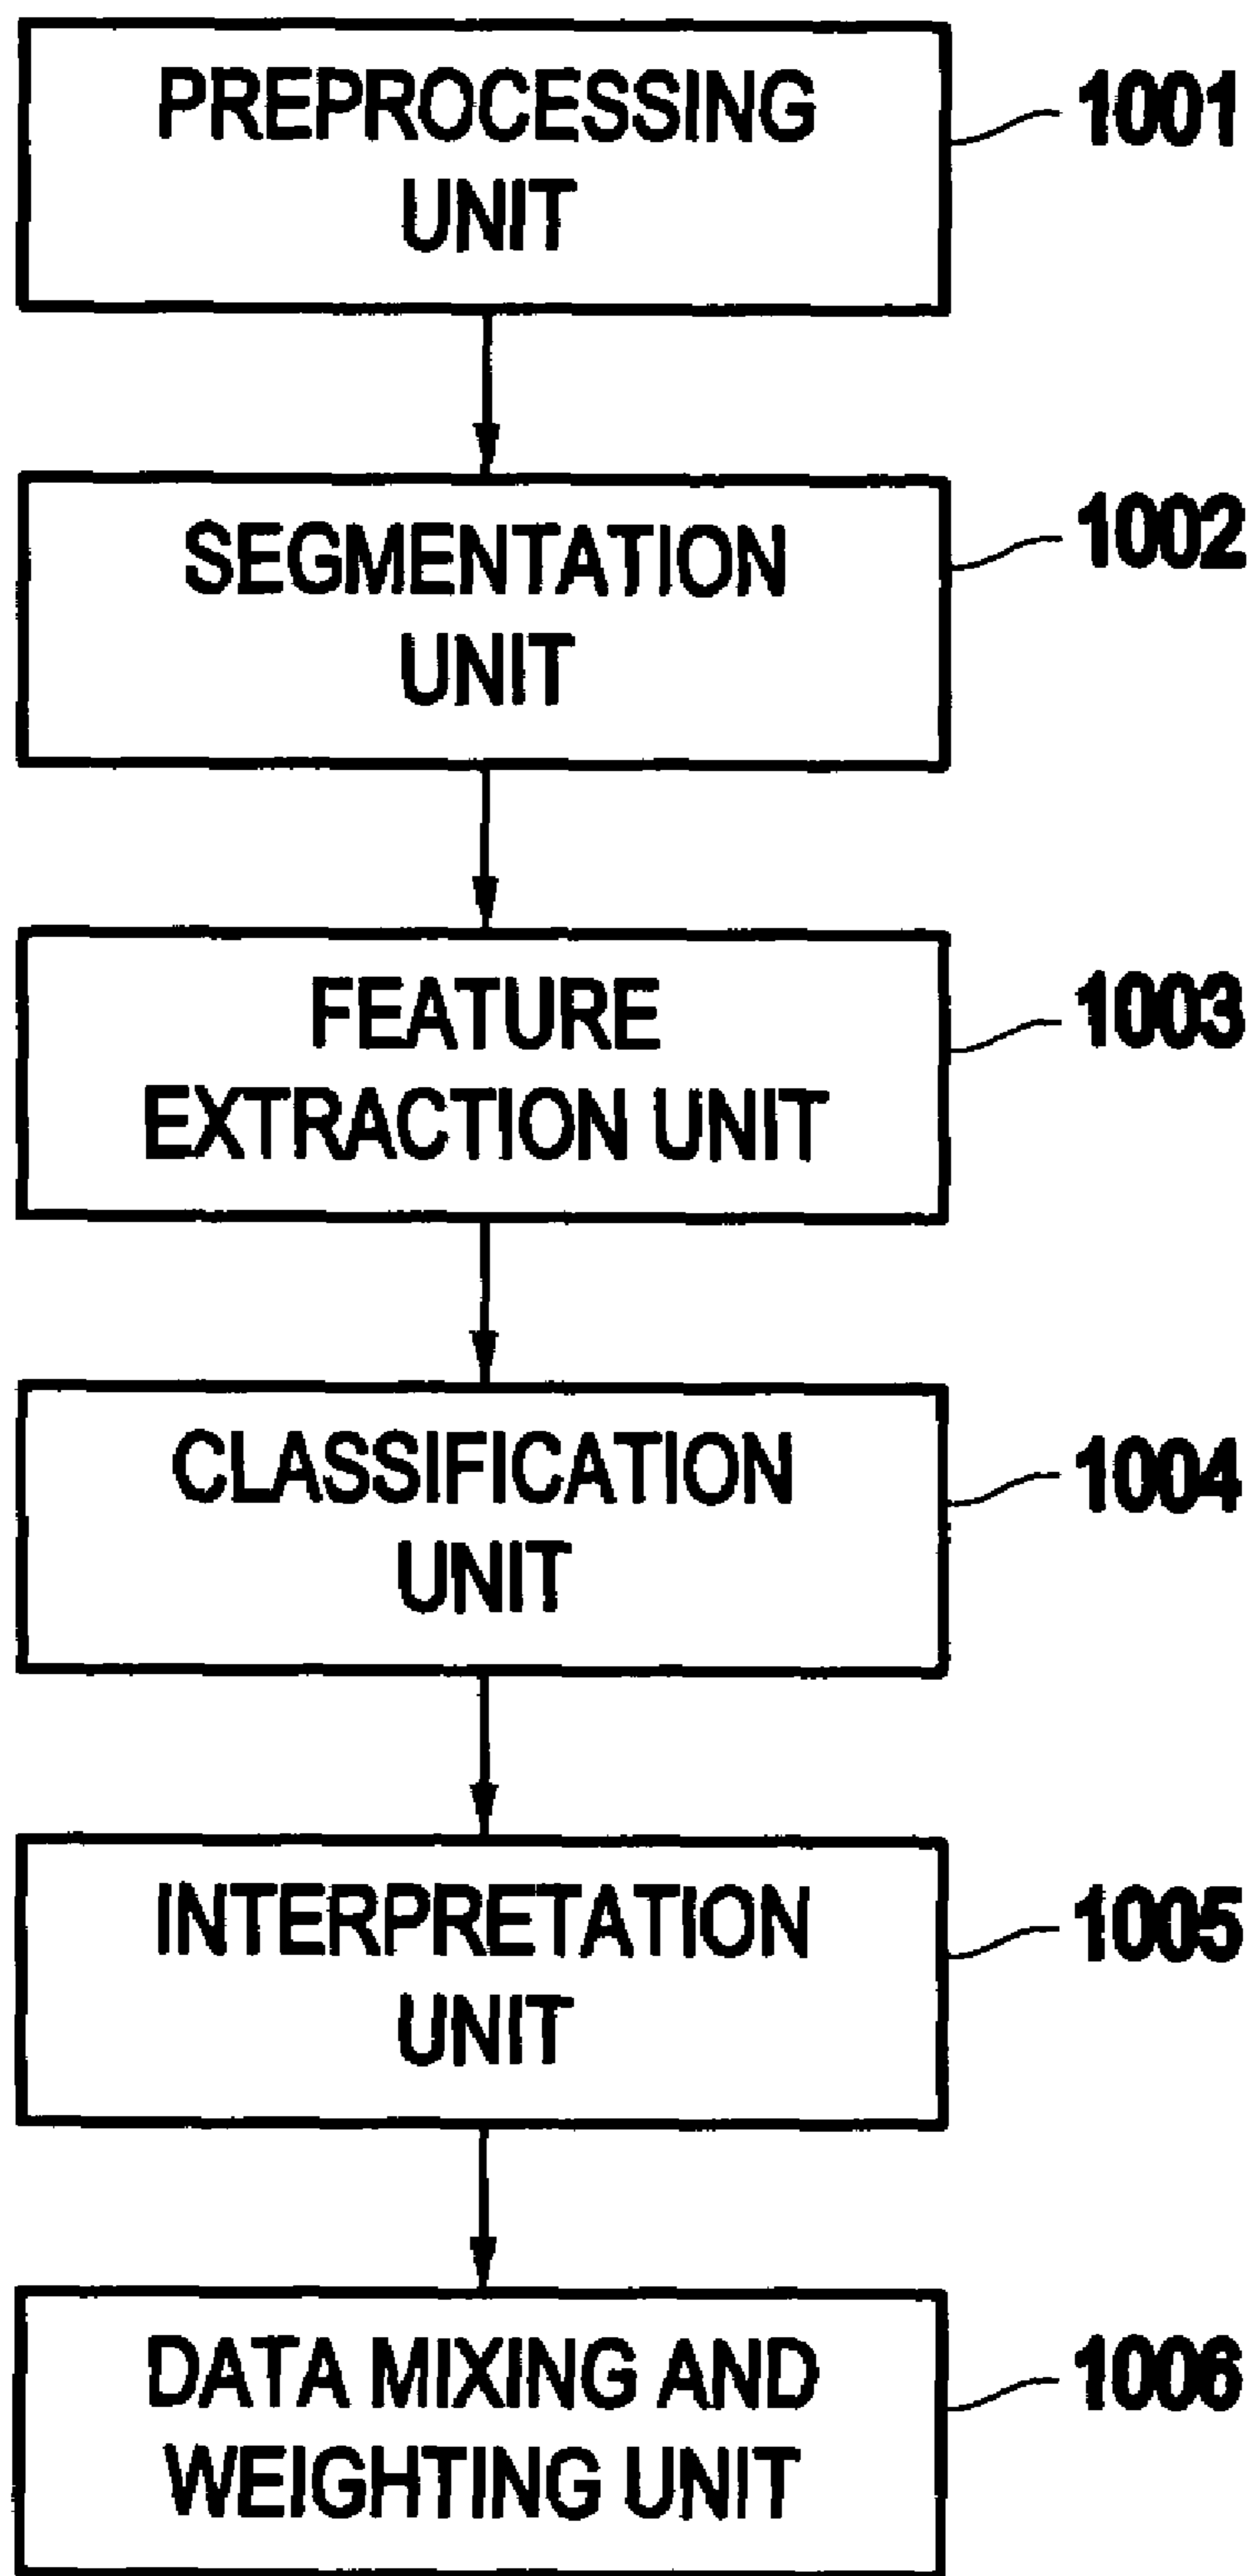 PREPROCESSING
UNIT
1001
SEGMENTATION
UNIT
1002
FEATURE
EXTRACTION UNIT
1003
CLASSIFICATION
UNIT
1004
INTERPRETATION
UNIT
1005
DATA MIXING AND
WEIGHTING UNIT
1006